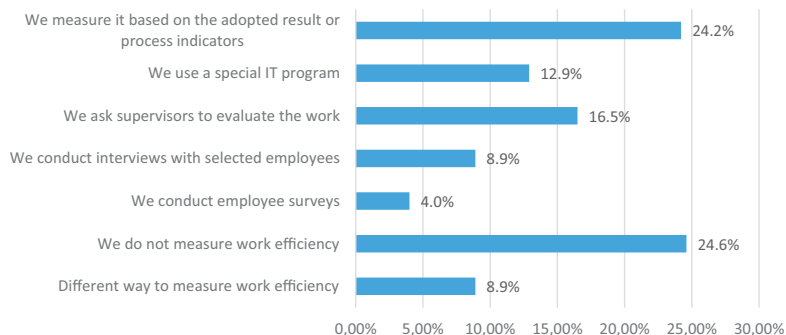 We measure it based on the adopted result or
process indicators
24.2%
We use a special IT program
12.9%
We ask supervisors to evaluate the work
16.5%
We conduct interviews with selected employees
8.9%
We conduct employee surveys
4.0%
We do not measure work efficiency
24.6%
Different way to measure work efficiency
8.9%
0,00% 5,00% 10,00% 15,00% 20,00% 25,00% 30,00%